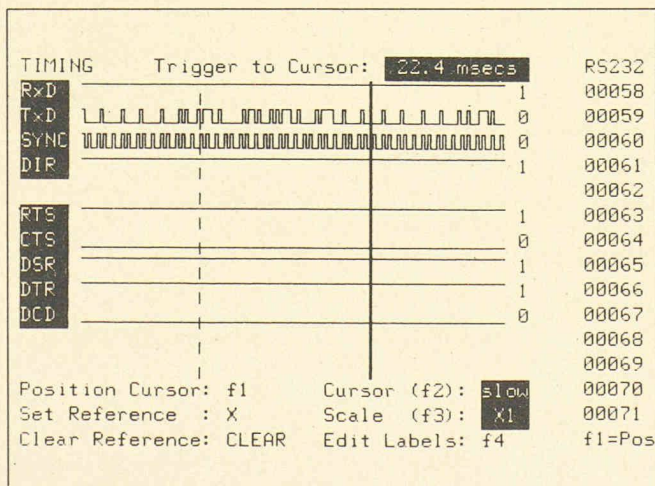 TIMING Trigger to Cursor: 22.4 msecs RS232
RxD 1 00058
TxD 0 00059
SYNC 0 00060
DIR 1 00061
00062
RTS 1 00063
CTS 0 00064
DSR 1 00065
DTR 1 00066
DCD 0 00067
00068
00069
Position Cursor: f1 Cursor (f2): slow 00070
Set Reference : X Scale (f3): X1 00071
Clear Reference: CLEAR Edit Labels: f4 f1=Pos